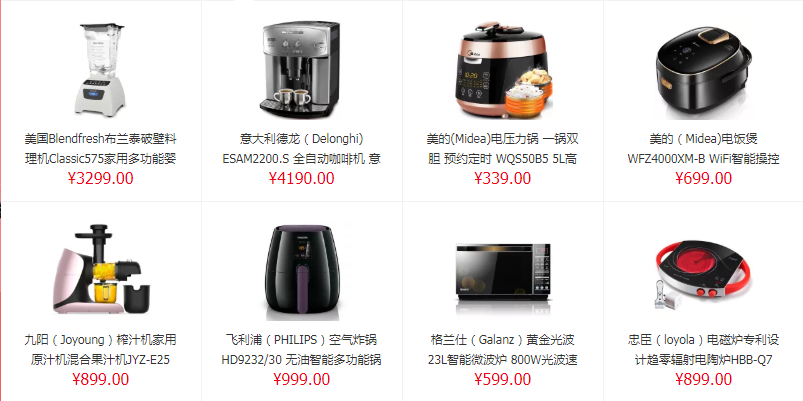 美国Blendfresh布兰泰破壁料
理机Classic575家用多功能婴
¥3299.00
意大利德龙（Delonghi)
ESAM2200.S 全自动咖啡机 意
¥4190.00
美的(Midea)电压力锅 一锅双
胆 预约定时 WQS50B5 5L高
¥339.00
美的（Midea)电饭煲
WFZ4000XM-B WiFi智能操控
¥699.00
九阳（Joyoung）榨汁机家用
原汁机混合果汁机JYZ-E25
¥899.00
飞利浦（PHILIPS）空气炸锅
HD9232/30 无油智能多功能锅
¥999.00
格兰仕（Galanz）黄金光波
23L智能微波炉 800W光波速
¥599.00
忠臣（loyola）电磁炉专利设
计趋零辐射电陶炉HBB-Q7
¥899.00